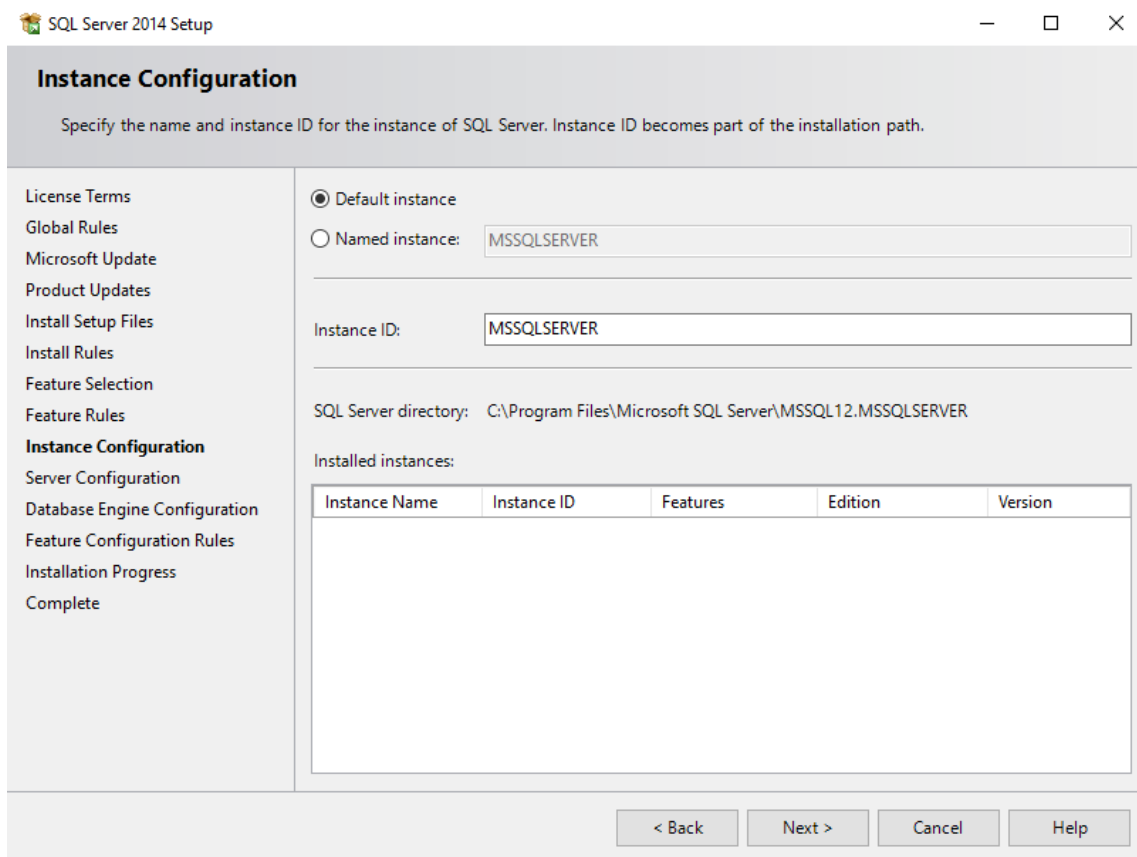 SQL Server 2014 Setup
Instance Configuration
Specify the name and instance ID for the instance of SQL Server. Instance ID becomes part of the installation path.
License Terms
Global Rules
Microsoft Update
Product Updates
Install Setup Files
Install Rules
Feature Selection
Feature Rules
Instance Configuration
Server Configuration
Database Engine Configuration
Feature Configuration Rules
Installation Progress
Complete
Default instance
Named instance: MSSQLSERVER
Instance ID: MSSQLSERVER
SQL Server directory: C:\Program Files\Microsoft SQL Server\MSSQL12.MSSQLSERVER
Installed instances:
Instance Name Instance ID Features Edition Version
< Back Next > Cancel Help